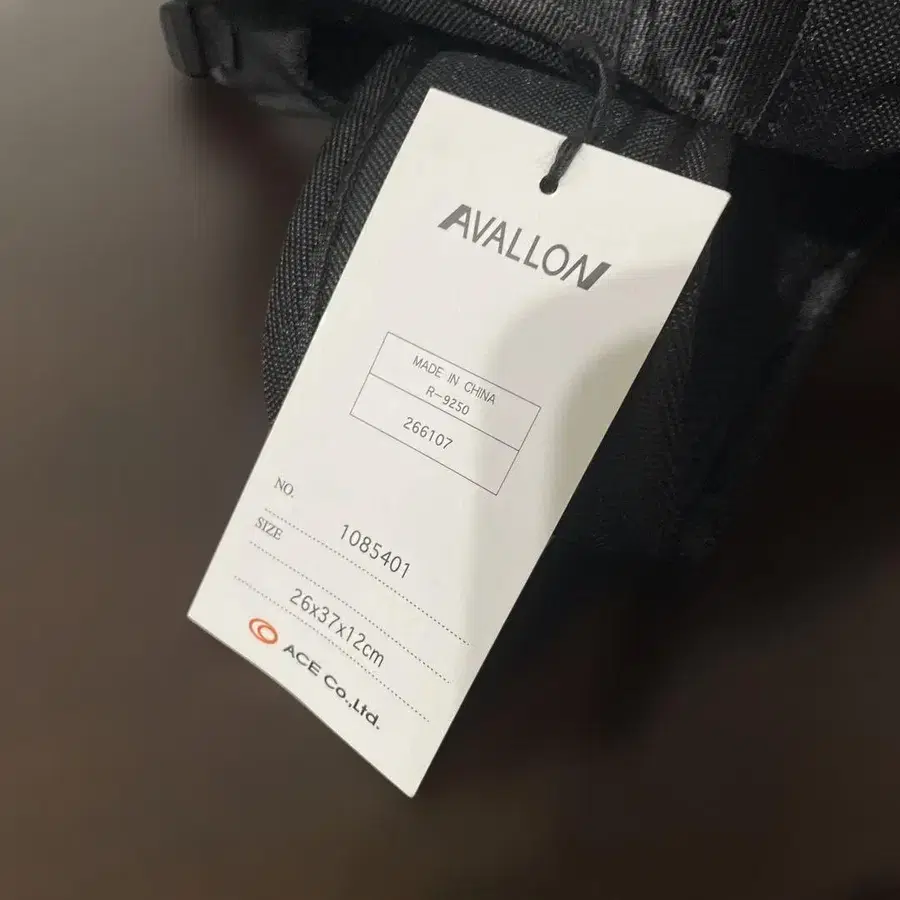 AVALLON
MADE IN CHINA
R-9250
266107
NO.
1085401
SIZE
26x37x12cm
ACE Co.,Ltd.